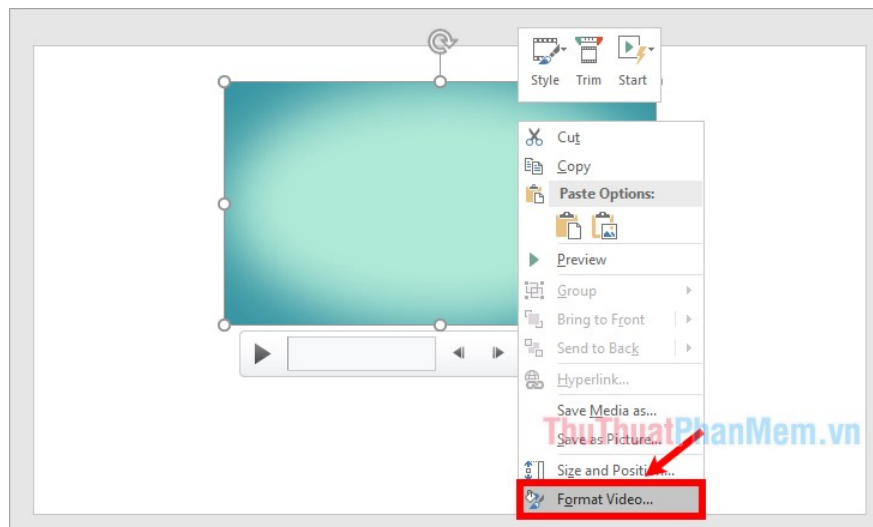 Style Trim Start
Cut
Copy
Paste Options:
Preview
Group
Bring to Front
Send to Back
Hyperlink...
Save Media as...
ThuThuatPhanMem.vn
Save as Picture...
Size and Position...
Format Video...